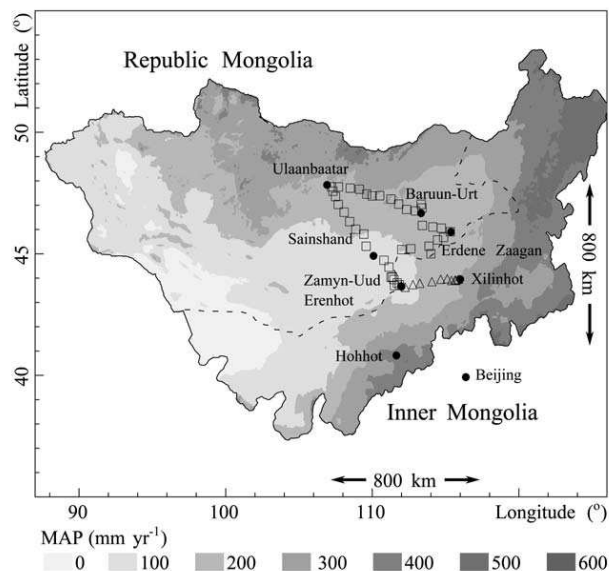 Latitude (º)
50
45
40
Republic Mongolia
Ulaanbaatar
Baruun-Urt
Sainshand
Erdene Zaagan
Zamyn-Uud
Erenhot
Xilinhot
800 km
Hohhot
Beijing
Inner Mongolia
800 km
90 100 110 Longitude (º)
MAP (mm yr-1)
0 100 200 300 400 500 600